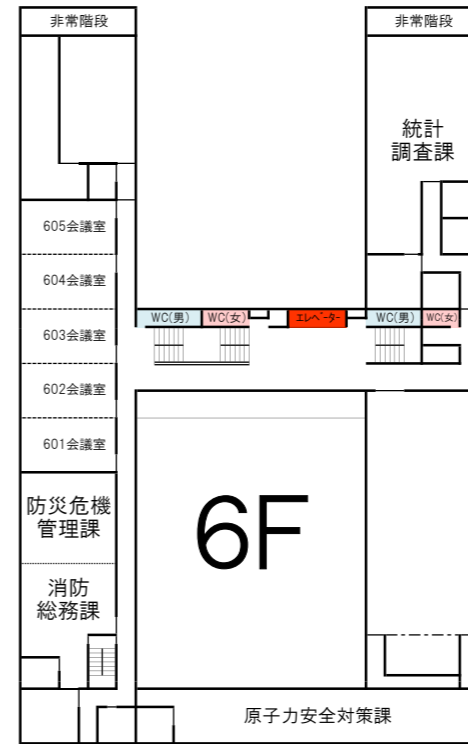 非常階段
非常階段
統計
調査課
605会議室
604会議室
603会議室
602会議室
601会議室
WC(男)
WC(女)
エレベーター
WC(男)
WC(女)
6F
防災危機
管理課
消防
総務課
原子力安全対策課